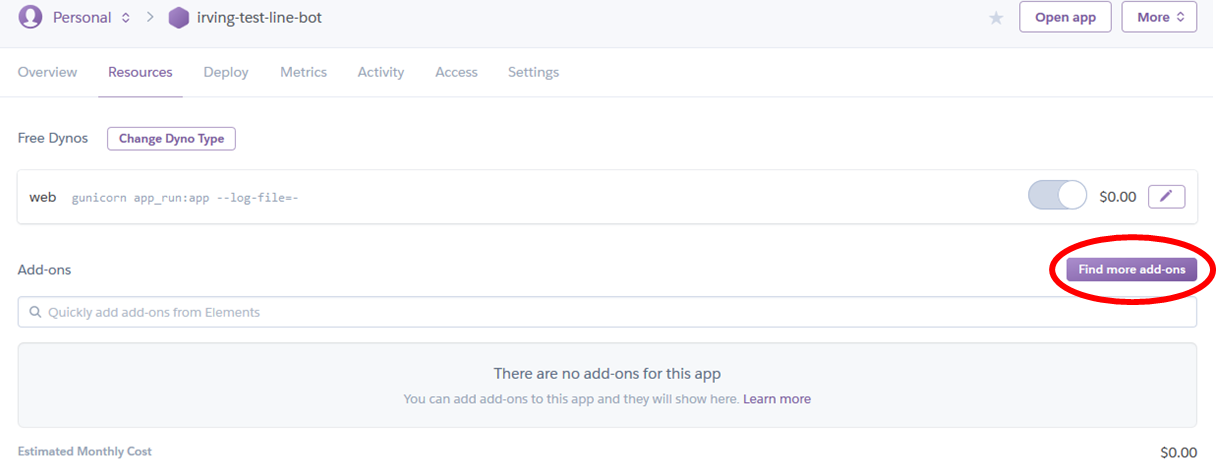 Personal > irving-test-line-bot Open app More
Overview Resources Deploy Metrics Activity Access Settings
Free Dynos Change Dyno Type
web gunicorn app_run:app --log-file=- $0.00
Add-ons Find more add-ons
Quickly add add-ons from Elements
There are no add-ons for this app
You can add add-ons to this app and they will show here. Learn more
Estimated Monthly Cost $0.00